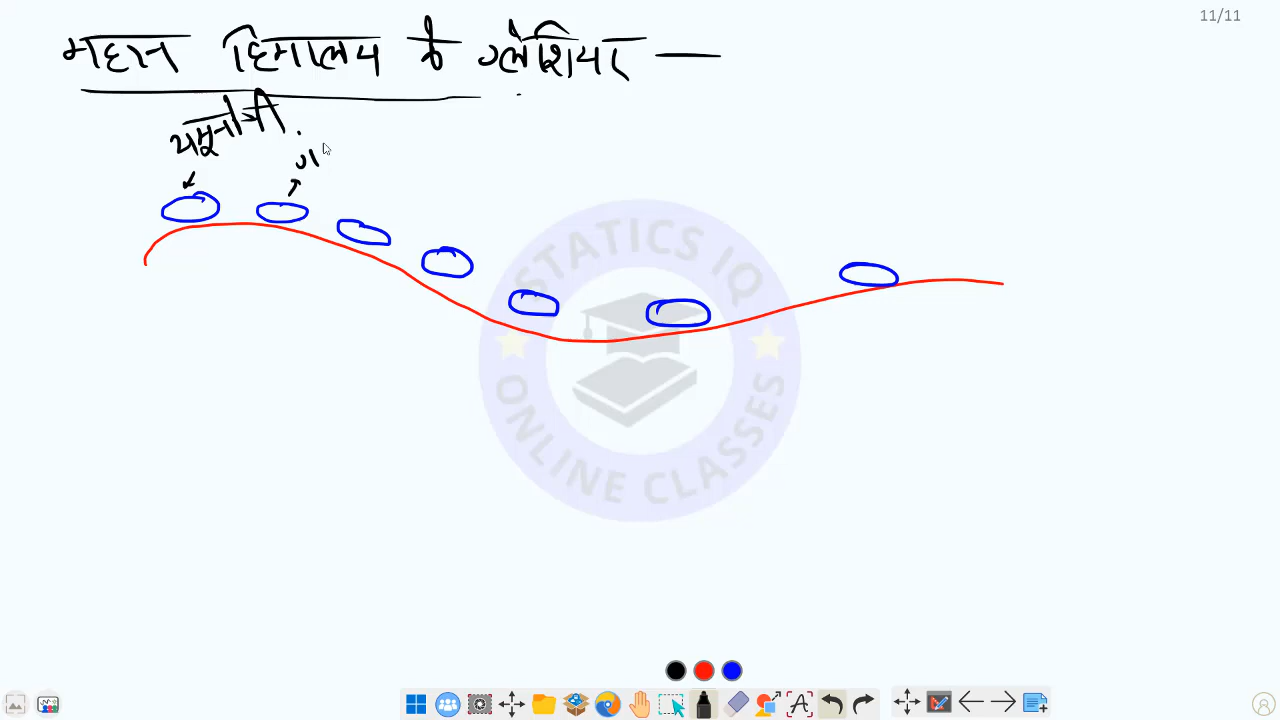 11/11
महान हिमालय के ग्लेशियर —
यमुनोत्री.
गं
STATICS IQ
ONLINE CLASSES